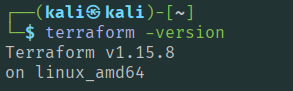 ┌──(kali㉿kali)-[~]
└─$ terraform -version
Terraform v1.15.8
on linux_amd64